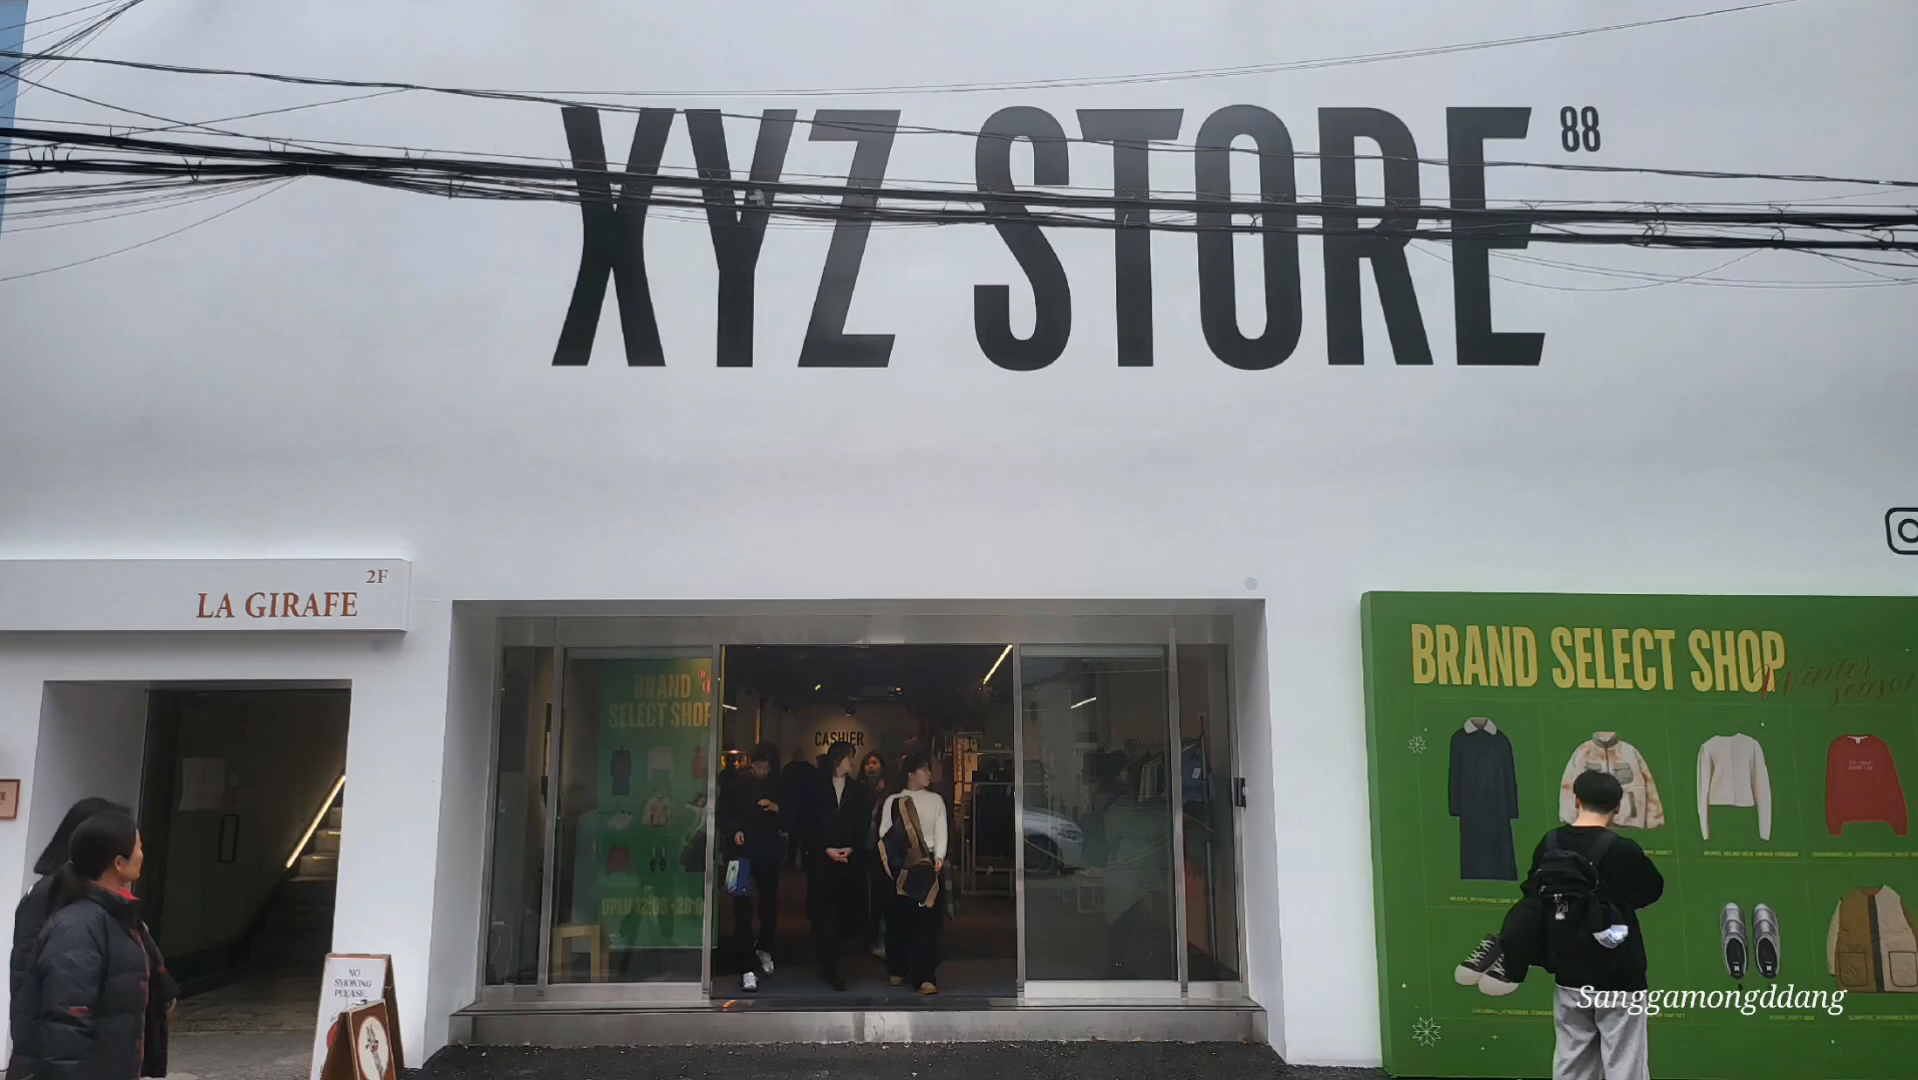 XYZ STORE 88
2F
LA GIRAFE
BRAND SELECT SHOP
Winter
season
BRAND
SELECT SHOP
CASHIER
NO
SMOKING
PLEASE
Sanggamongddang